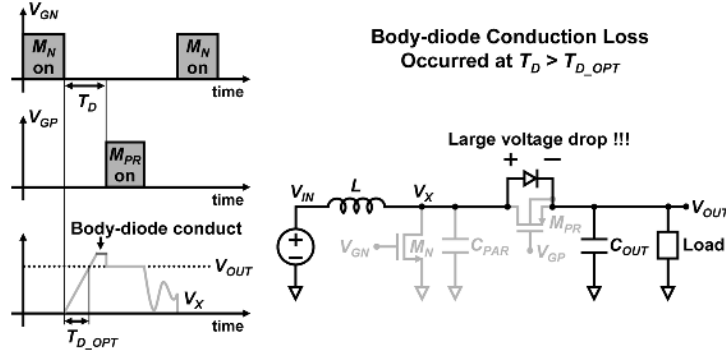 V_GN
M_N
on
M_N
on
time
T_D
V_GP
M_PR
on
time
Body-diode conduct
V_OUT
V_X
time
T_D_OPT
Body-diode Conduction Loss
Occurred at T_D > T_D_OPT
Large voltage drop !!!
+ −
V_IN
L
V_X
V_OUT
M_PR
+
−
V_GN
M_N
C_PAR
V_GP
C_OUT
Load